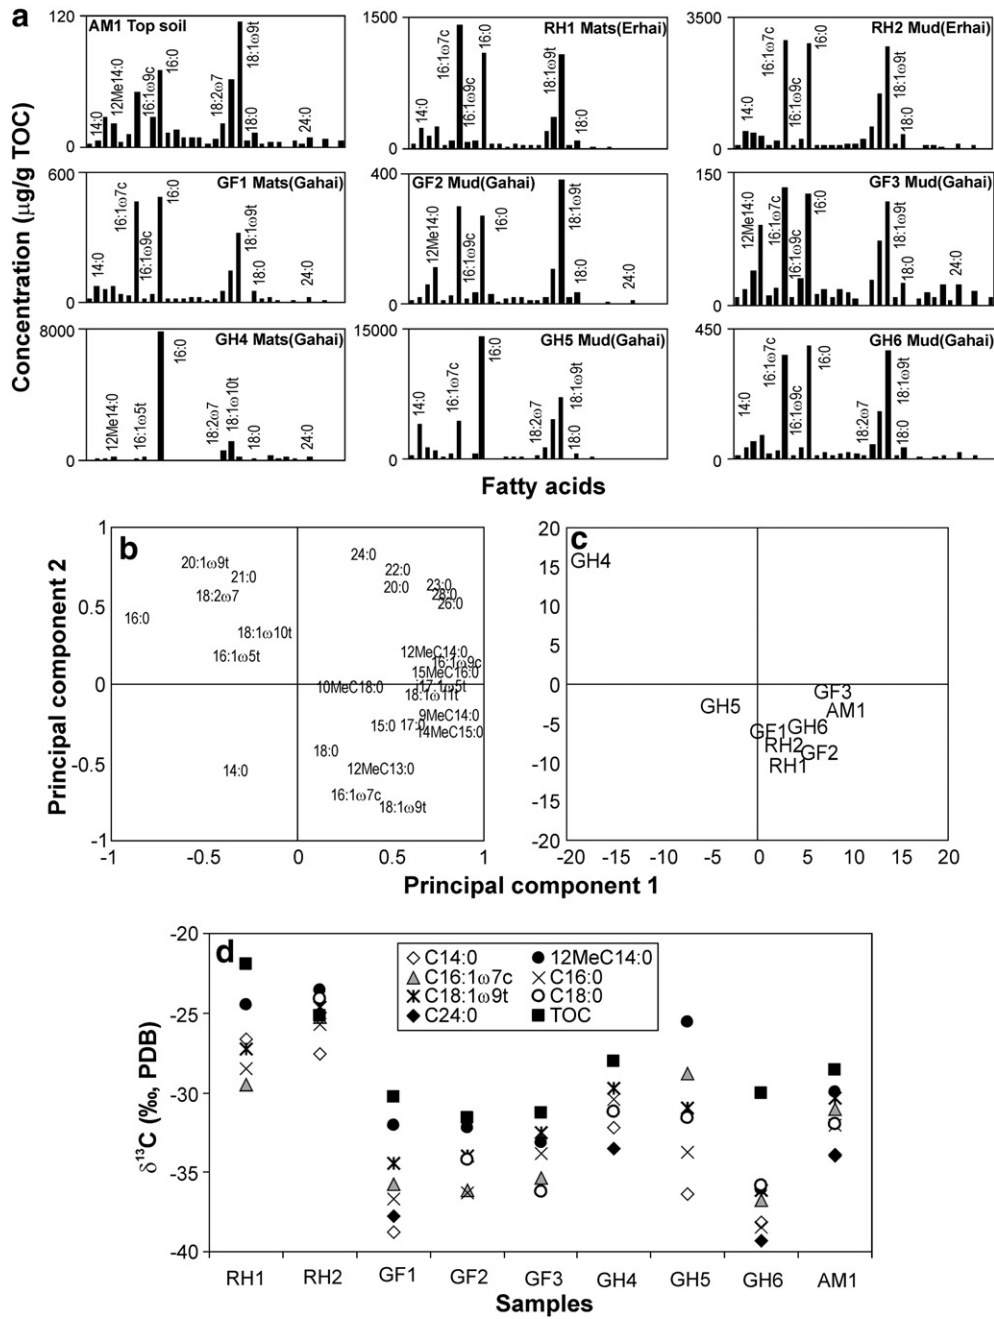 a
Concentration (µg/g TOC)
120
0
AM1 Top soil
14:0
12Me14:0
16:1ω9c
16:0
18:2ω7
18:1ω9t
18:0
24:0
1500
0
RH1 Mats(Erhai)
16:1ω7c
16:1ω9c
16:0
14:0
18:1ω9t
18:0
3500
0
RH2 Mud(Erhai)
14:0
16:1ω7c
16:1ω9c
16:0
18:1ω9t
18:0
600
0
GF1 Mats(Gahai)
14:0
16:1ω7c
16:1ω9c
16:0
18:1ω9t
18:0
24:0
400
0
GF2 Mud(Gahai)
12Me14:0
16:1ω7c
16:1ω9c
16:0
18:1ω9t
18:0
24:0
150
0
GF3 Mud(Gahai)
12Me14:0
16:1ω7c
16:1ω9c
16:0
18:1ω9t
18:0
24:0
8000
0
GH4 Mats(Gahai)
12Me14:0
16:1ω5t
16:0
18:2ω7
18:1ω10t
18:0
24:0
15000
0
GH5 Mud(Gahai)
14:0
16:1ω7c
16:0
18:2ω7
18:1ω9t
18:0
450
0
GH6 Mud(Gahai)
14:0
16:1ω7c
16:1ω9c
16:0
18:2ω7
18:1ω9t
18:0
Fatty acids
b
Principal component 2
1
0.5
0
-0.5
-1
20:1ω9t
21:0
18:2ω7
16:0
18:1ω10t
16:1ω5t
24:0
22:0
20:0
23:0
28:0
26:0
12MeC14:0
16:1ω9c
15MeC16:0
i17:1ω5t
10MeC18:0
18:1ω11t
9MeC14:0
15:0
17:0
14MeC15:0
18:0
14:0
12MeC13:0
16:1ω7c
18:1ω9t
-1
-0.5
0
0.5
1
c
20
15
10
5
0
-5
-10
-15
-20
GH4
GF3
GH5
AM1
GF1
GH6
RH2
GF2
RH1
-20
-10
-5
0
5
10
15
20
Principal component 1
d
δ¹³C (‰, PDB)
-20
-25
-30
-35
-40
C14:0
12MeC14:0
C16:1ω7c
C16:0
C18:1ω9t
C18:0
C24:0
TOC
RH1
RH2
GF1
GF2
GF3
GH4
GH5
GH6
AM1
Samples